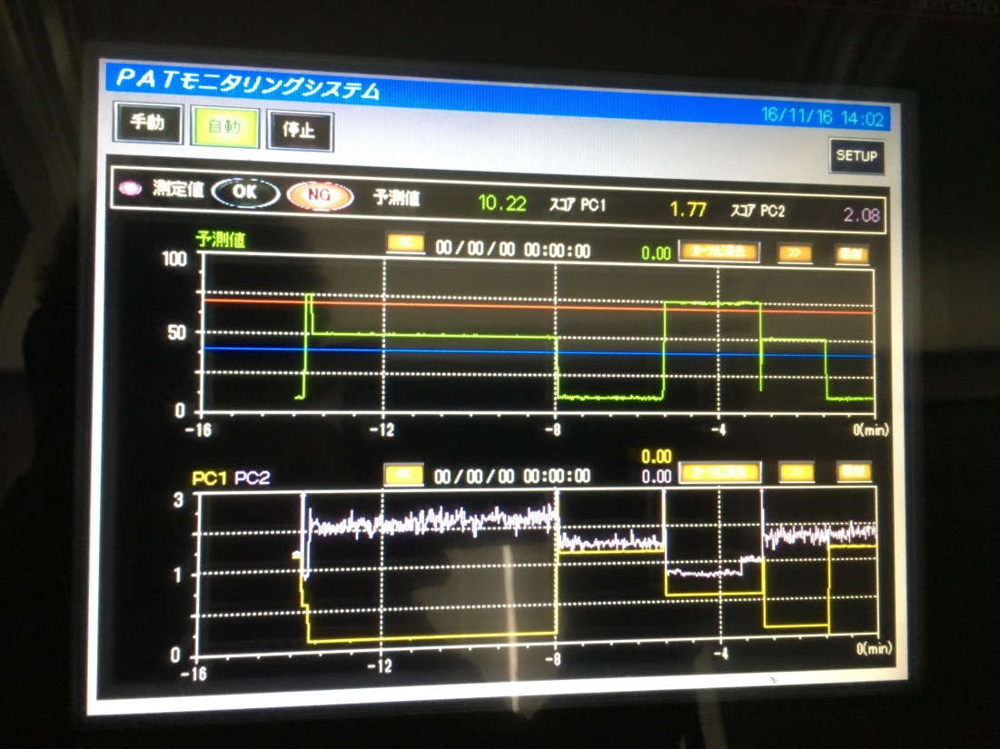 PATモニタリングシステム
16/11/16 14:02
手動 自動 停止
SETUP
測定値 OK NG 予測値 10.22 スコア PC1 1.77 スコア PC2 2.08
予測値 << 00/00/00 00:00:00 0.00 カーソル消去 >> 最新
100
50
0
-16 -12 -8 -4 0(min)
0.00
PC1 PC2 << 00/00/00 00:00:00 0.00 カーソル消去 >> 最新
3
1
0
-16 -12 -8 -4 0(min)